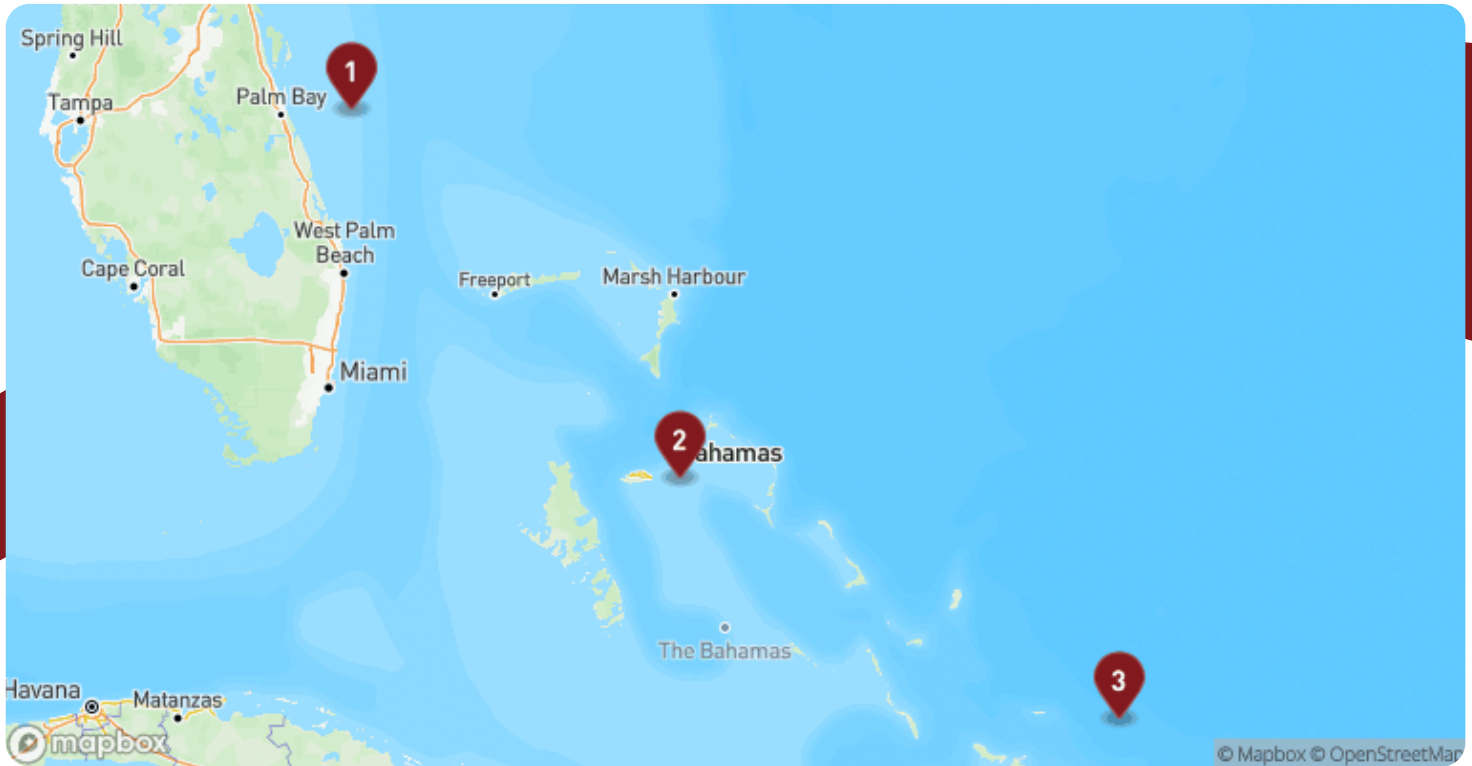 Spring Hill
1
Tampa
Palm Bay
West Palm
Beach
Cape Coral
Freeport
Marsh Harbour
Miami
2
ahamas
The Bahamas
3
Havana
Matanzas
mapbox
© Mapbox © OpenStreetMap